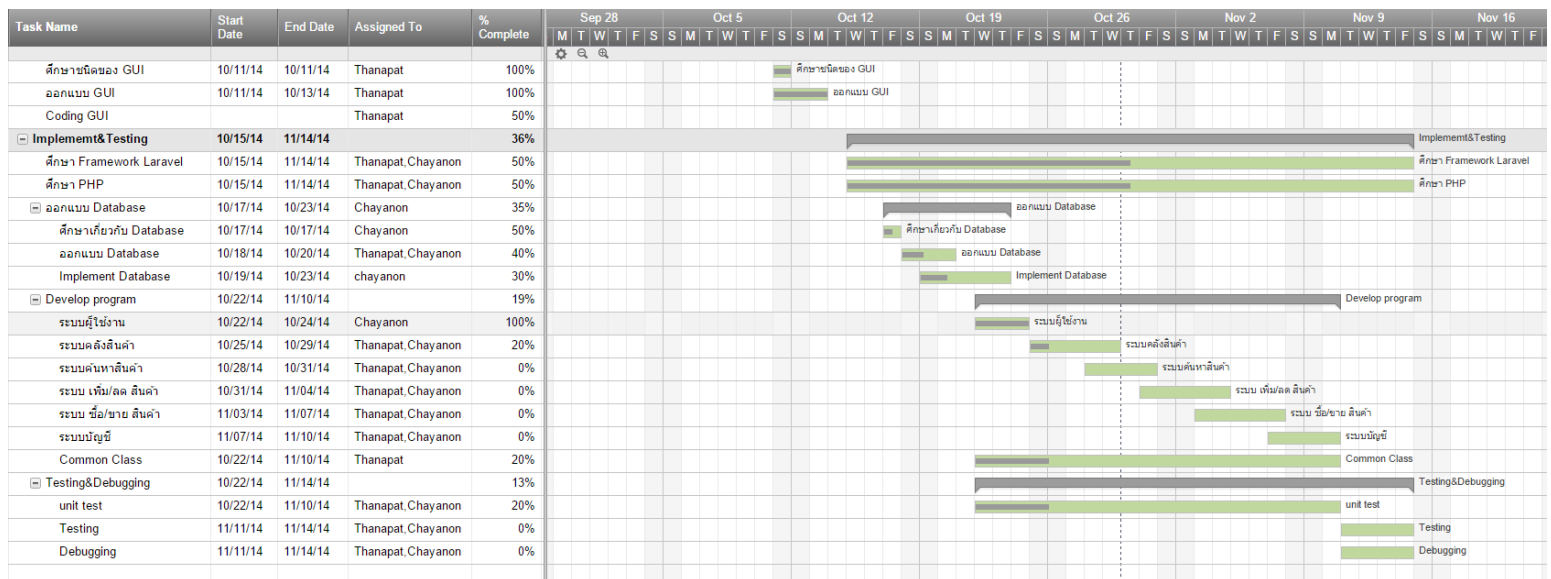 Task Name Start Date End Date Assigned To % Complete Sep 28 Oct 5 Oct 12 Oct 19 Oct 26 Nov 2 Nov 9 Nov 16
M T W T F S S M T W T F S S M T W T F S S M T W T F S S M T W T F S S M T W T F S S M T W T F S S M T W T F
ศึกษาชนิดของ GUI 10/11/14 10/11/14 Thanapat 100% ศึกษาชนิดของ GUI
ออกแบบ GUI 10/11/14 10/13/14 Thanapat 100% ออกแบบ GUI
Coding GUI Thanapat 50%
Implememt&Testing 10/15/14 11/14/14 36% Implememt&Testing
ศึกษา Framework Laravel 10/15/14 11/14/14 Thanapat,Chayanon 50% ศึกษา Framework Laravel
ศึกษา PHP 10/15/14 11/14/14 Thanapat,Chayanon 50% ศึกษา PHP
ออกแบบ Database 10/17/14 10/23/14 Chayanon 35% ออกแบบ Database
ศึกษาเกี่ยวกับ Database 10/17/14 10/17/14 Chayanon 50% ศึกษาเกี่ยวกับ Database
ออกแบบ Database 10/18/14 10/20/14 Thanapat,Chayanon 40% ออกแบบ Database
Implement Database 10/19/14 10/23/14 chayanon 30% Implement Database
Develop program 10/22/14 11/10/14 19% Develop program
ระบบผู้ใช้งาน 10/22/14 10/24/14 Chayanon 100% ระบบผู้ใช้งาน
ระบบคลังสินค้า 10/25/14 10/29/14 Thanapat,Chayanon 20% ระบบคลังสินค้า
ระบบค้นหาสินค้า 10/28/14 10/31/14 Thanapat,Chayanon 0% ระบบค้นหาสินค้า
ระบบ เพิ่ม/ลด สินค้า 10/31/14 11/04/14 Thanapat,Chayanon 0% ระบบ เพิ่ม/ลด สินค้า
ระบบ ซื้อ/ขาย สินค้า 11/03/14 11/07/14 Thanapat,Chayanon 0% ระบบ ซื้อ/ขาย สินค้า
ระบบบัญชี 11/07/14 11/10/14 Thanapat,Chayanon 0% ระบบบัญชี
Common Class 10/22/14 11/10/14 Thanapat 20% Common Class
Testing&Debugging 10/22/14 11/14/14 13% Testing&Debugging
unit test 10/22/14 11/10/14 Thanapat,Chayanon 20% unit test
Testing 11/11/14 11/14/14 Thanapat,Chayanon 0% Testing
Debugging 11/11/14 11/14/14 Thanapat,Chayanon 0% Debugging